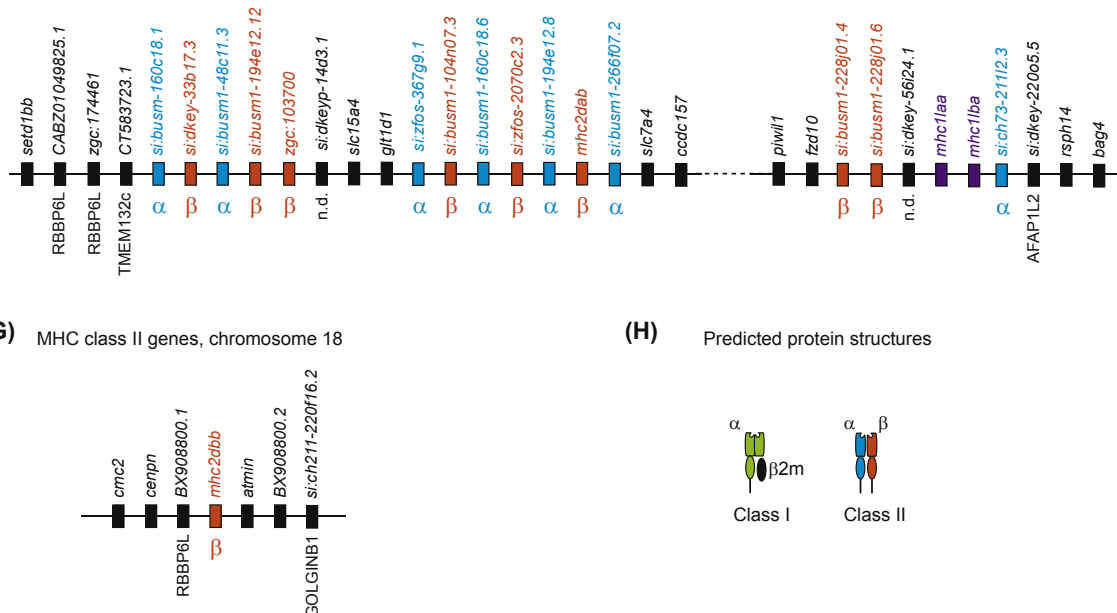 setd1bb
CABZ01049825.1
zgc:174461
CT583723.1
si:busm-160c18.1
si:dkey-33b17.3
si:busm1-48c11.3
si:busm1-194e12.12
zgc:103700
si:dkeyp-14d3.1
slc15a4
glt1d1
si:zfos-367g9.1
si:busm1-104n07.3
si:busm1-160c18.6
si:zfos-2070c2.3
si:busm1-194e12.8
mhc2dab
si:busm1-266f07.2
slc7a4
ccdc157
piwil1
fzd10
si:busm1-228j01.4
si:busm1-228j01.6
si:dkey-56i24.1
mhc1laa
mhc1lba
si:ch73-211l2.3
si:dkey-220o5.5
rsph14
bag4
RBBP6L
RBBP6L
TMEM132c
α
β
α
β
β
n.d.
α
β
α
β
α
β
α
β
β
n.d.
α
AFAP1L2
G) MHC class II genes, chromosome 18
cmc2
cenpn
BX908800.1
mhc2dbb
atmin
BX908800.2
si:ch211-220f16.2
RBBP6L
β
GOLGINB1
(H) Predicted protein structures
α
β2m
Class I
α β
Class II